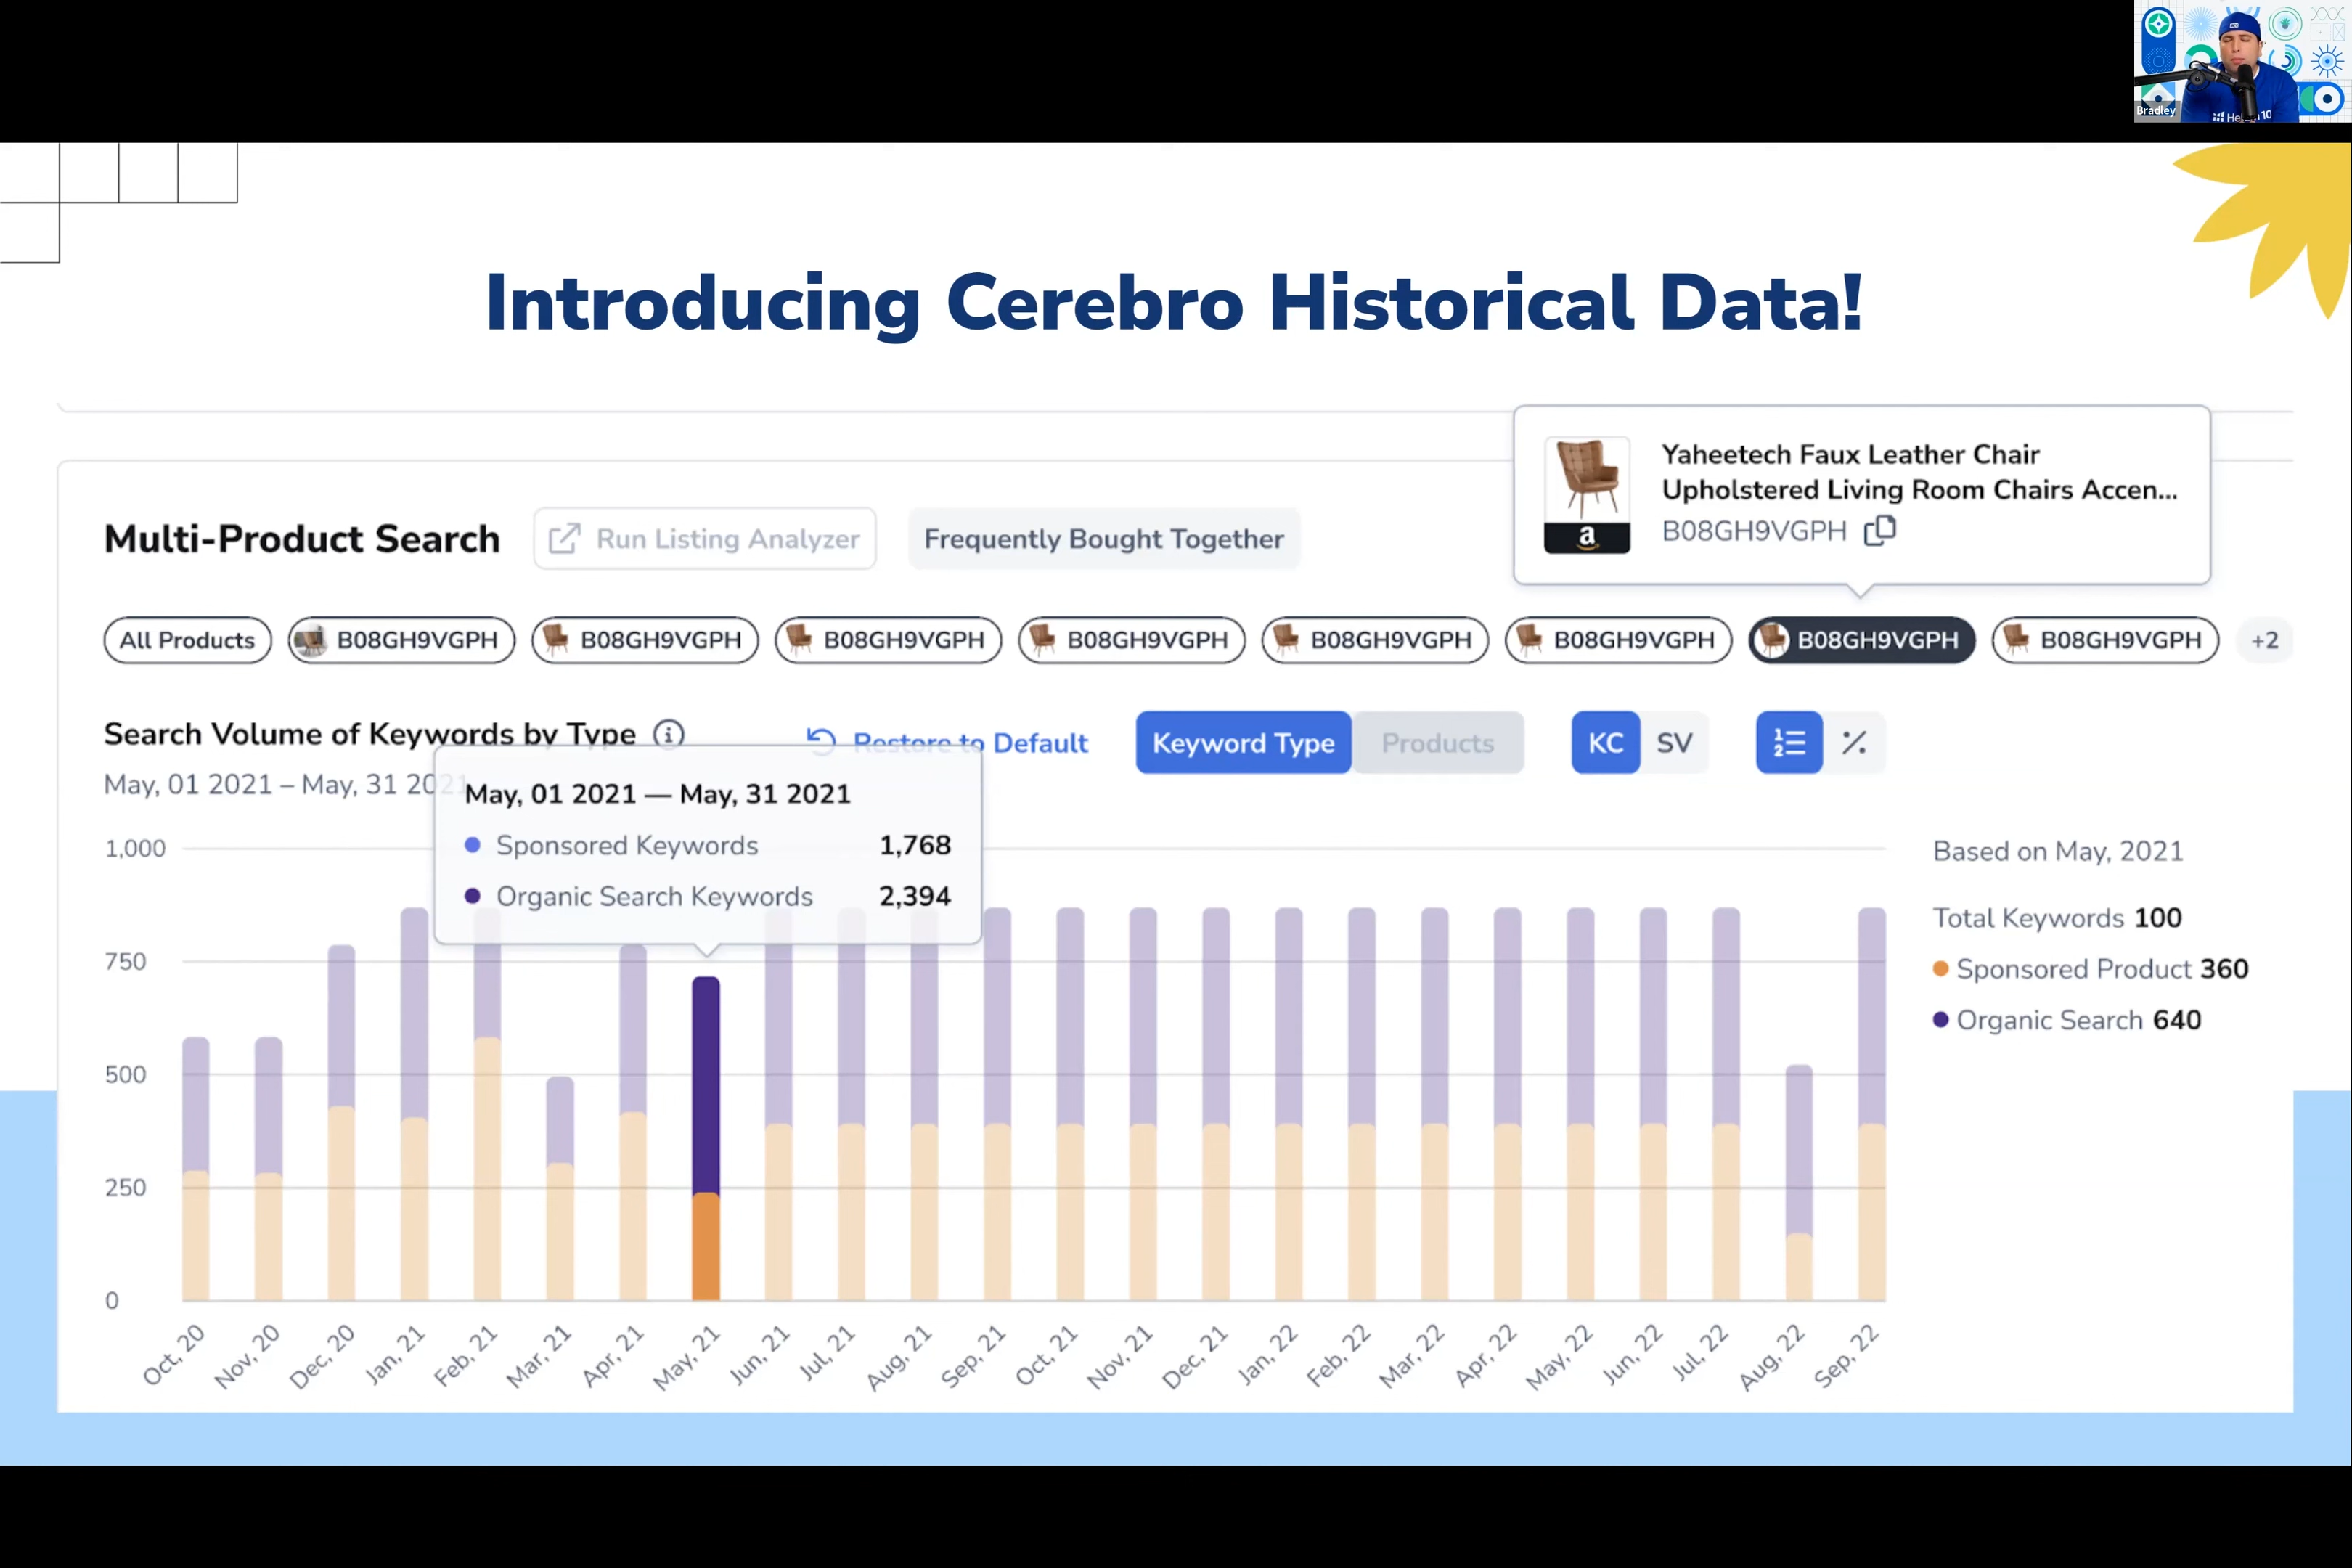 Bradley
Introducing Cerebro Historical Data!
Yaheetech Faux Leather Chair
Upholstered Living Room Chairs Accen...
B08GH9VGPH
a
Multi-Product Search
Run Listing Analyzer
Frequently Bought Together
All Products
B08GH9VGPH
B08GH9VGPH
B08GH9VGPH
B08GH9VGPH
B08GH9VGPH
B08GH9VGPH
B08GH9VGPH
B08GH9VGPH
+2
Search Volume of Keywords by Type
Restore to Default
Keyword Type
Products
KC
SV
May, 01 2021 – May, 31 2021
May, 01 2021 — May, 31 2021
Sponsored Keywords 1,768
Organic Search Keywords 2,394
1,000
750
500
250
0
Based on May, 2021
Total Keywords 100
Sponsored Product 360
Organic Search 640
Oct, 20
Nov, 20
Dec, 20
Jan, 21
Feb, 21
Mar, 21
Apr, 21
May, 21
Jun, 21
Jul, 21
Aug, 21
Sep, 21
Oct, 21
Nov, 21
Dec, 21
Jan, 22
Feb, 22
Mar, 22
Apr, 22
May, 22
Jun, 22
Jul, 22
Aug, 22
Sep, 22